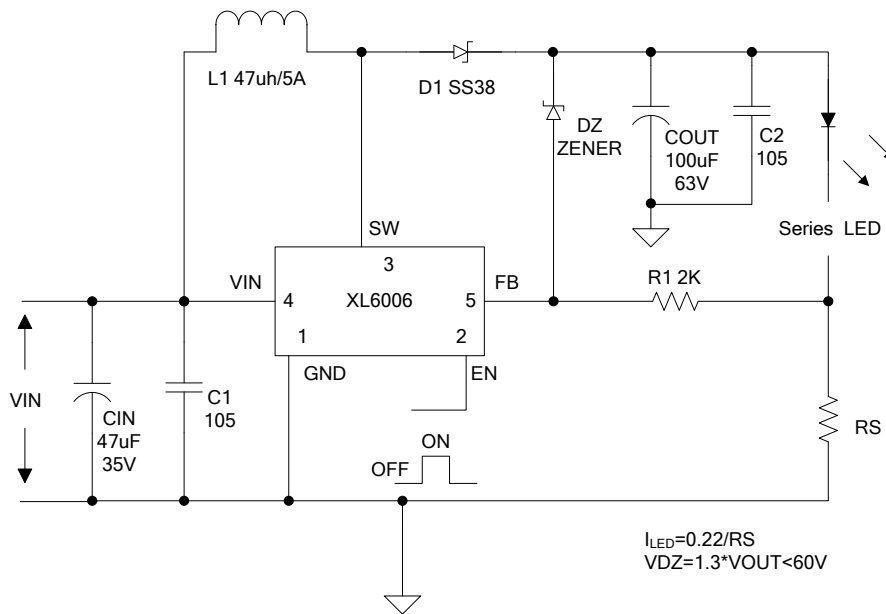 L1 47uh/5A
D1 SS38
DZ
ZENER
COUT
100uF
63V
C2
105
Series LED
SW
3
VIN
4
XL6006
5
FB
R1 2K
1
2
GND
EN
VIN
CIN
47uF
35V
C1
105
RS
ON
OFF
I_LED=0.22/RS
VDZ=1.3*VOUT<60V